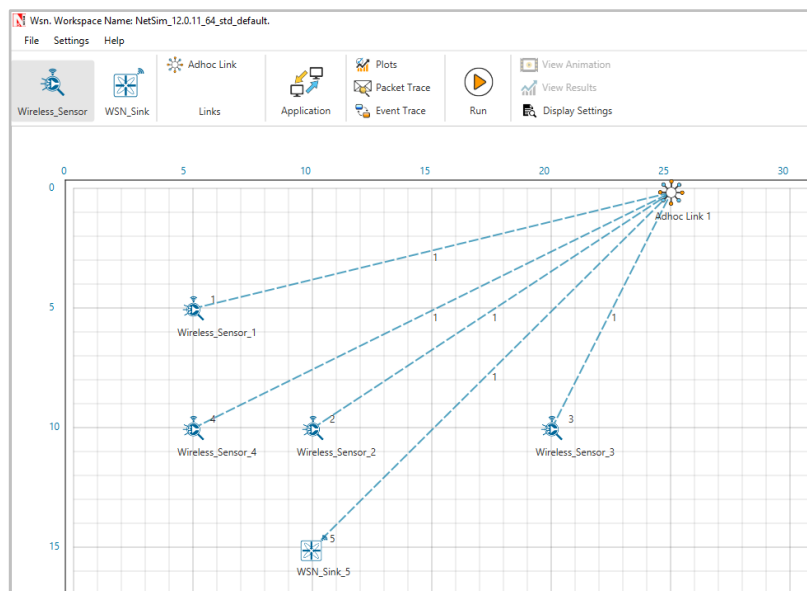 Wsn. Workspace Name: NetSim_12.0.11_64_std_default.
File Settings Help
Adhoc Link
Plots
View Animation
Packet Trace
View Results
Wireless_Sensor
WSN_Sink
Links
Application
Event Trace
Run
Display Settings
0 5 10 15 20 25 30
0
Adhoc Link 1
1
1
5
1 1 1
Wireless_Sensor_1
1
4 2 3
10
Wireless_Sensor_4 Wireless_Sensor_2 Wireless_Sensor_3
5
15
WSN_Sink_5